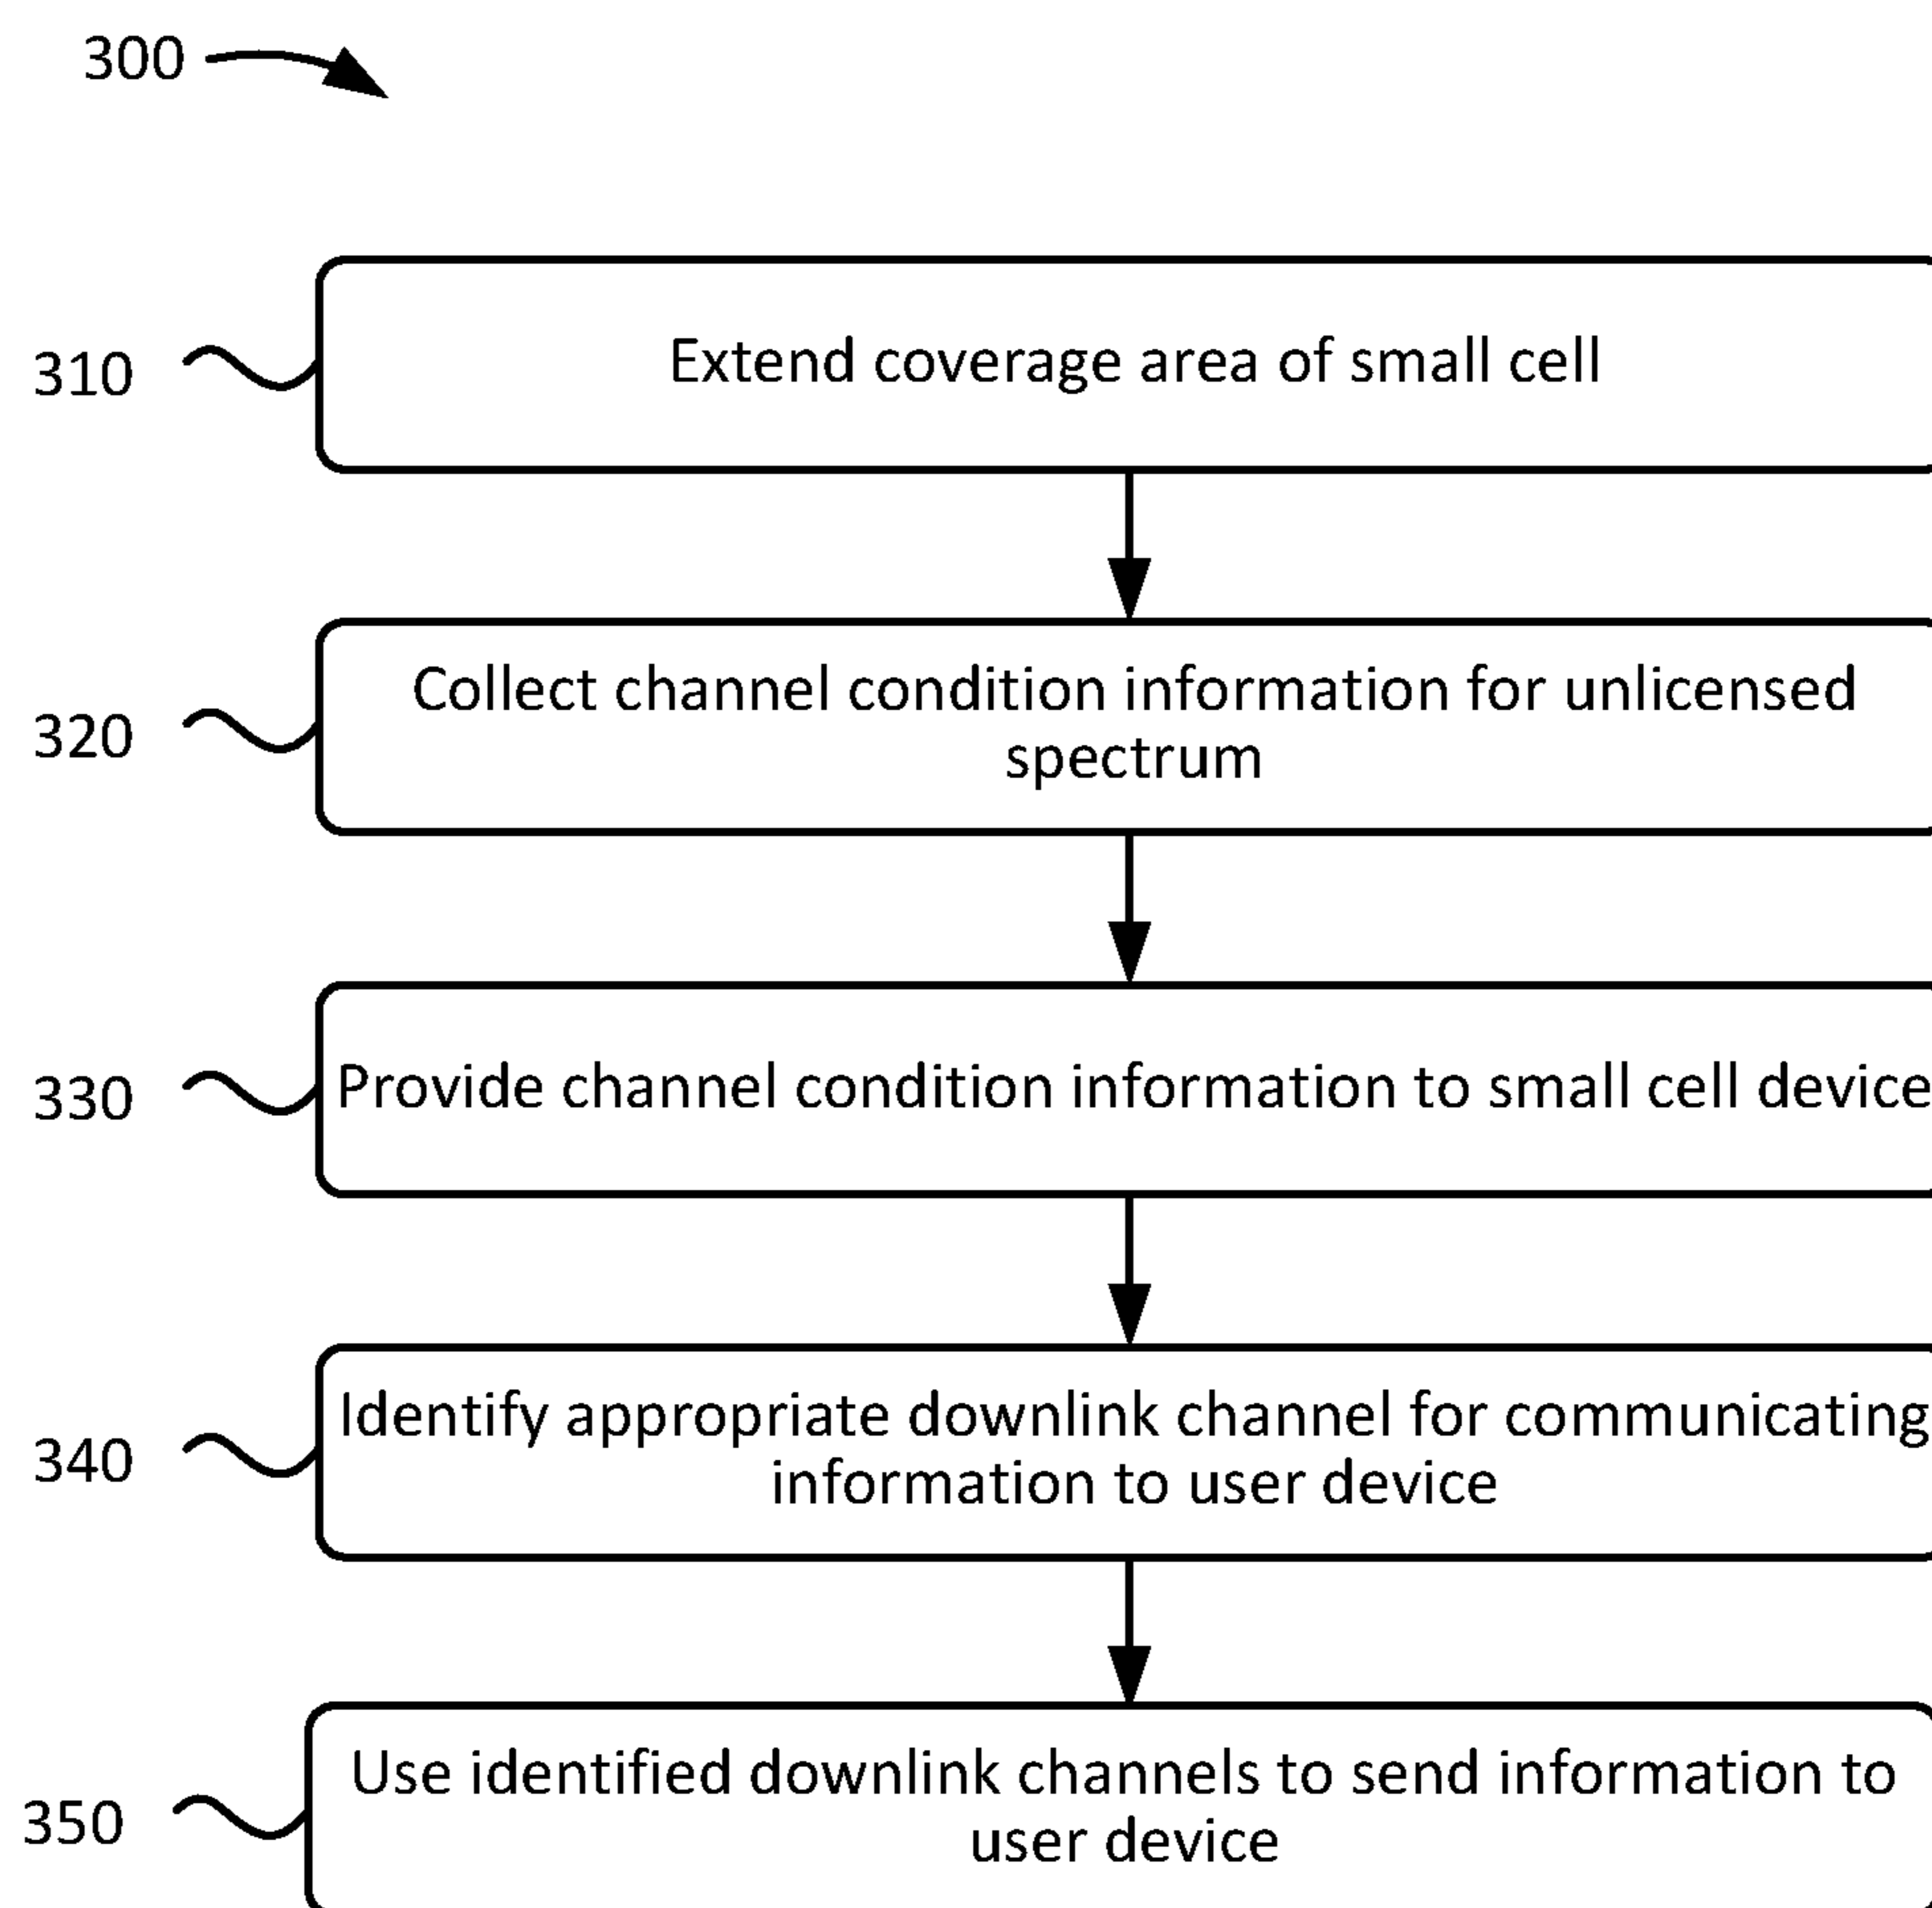 300
310
Extend coverage area of small cell
320
Collect channel condition information for unlicensed
spectrum
330
Provide channel condition information to small cell device
340
Identify appropriate downlink channel for communicating
information to user device
350
Use identified downlink channels to send information to
user device